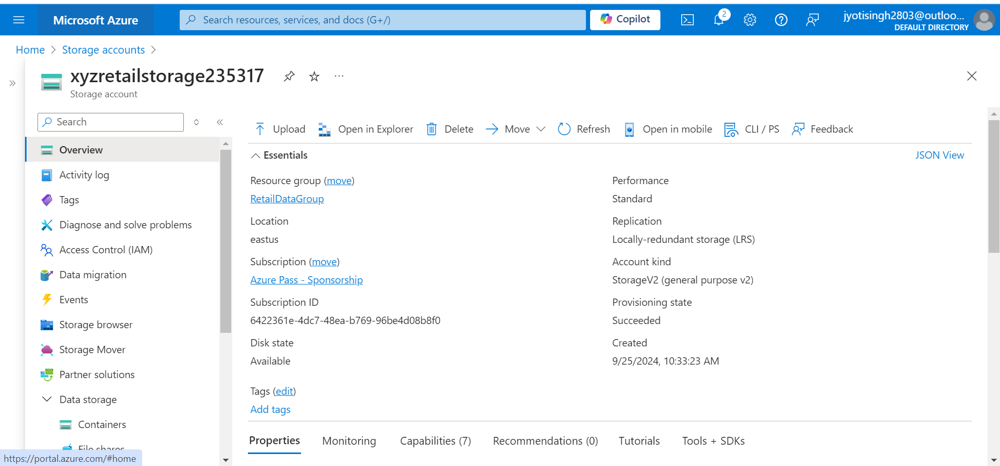 Microsoft Azure
Search resources, services, and docs (G+/)
Copilot
2
jyotisingh2803@outloo...
DEFAULT DIRECTORY
Home > Storage accounts >
xyzretailstorage235317
Storage account
Search
Overview
Activity log
Tags
Diagnose and solve problems
Access Control (IAM)
Data migration
Events
Storage browser
Storage Mover
Partner solutions
Data storage
Containers
File shares
https://portal.azure.com/#home
Upload Open in Explorer Delete Move Refresh Open in mobile CLI / PS Feedback
Essentials
JSON View
Resource group (move)
RetailDataGroup
Location
eastus
Subscription (move)
Azure Pass - Sponsorship
Subscription ID
6422361e-4dc7-48ea-b769-96be4d08b8f0
Disk state
Available
Performance
Standard
Replication
Locally-redundant storage (LRS)
Account kind
StorageV2 (general purpose v2)
Provisioning state
Succeeded
Created
9/25/2024, 10:33:23 AM
Tags (edit)
Add tags
Properties Monitoring Capabilities (7) Recommendations (0) Tutorials Tools + SDKs